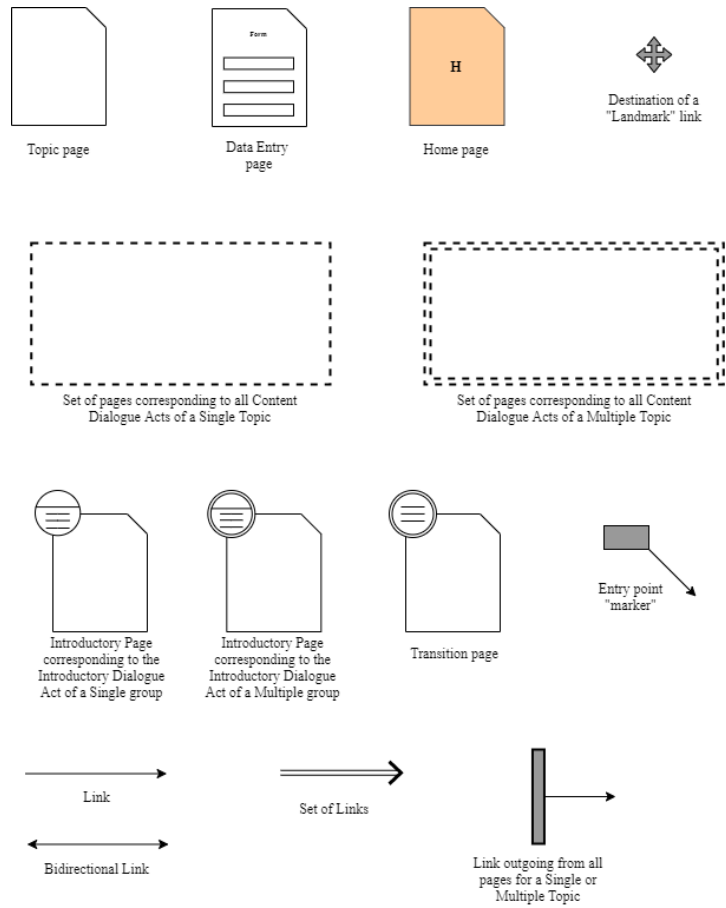 Form
H
Topic page
Data Entry
page
Home page
Destination of a
"Landmark" link
Set of pages corresponding to all Content
Dialogue Acts of a Single Topic
Set of pages corresponding to all Content
Dialogue Acts of a Multiple Topic
Introductory Page
corresponding to the
Introductory Dialogue
Act of a Single group
Introductory Page
corresponding to the
Introductory Dialogue
Act of a Multiple group
Transition page
Entry point
"marker"
Link
Bidirectional Link
Set of Links
Link outgoing from all
pages for a Single or
Multiple Topic